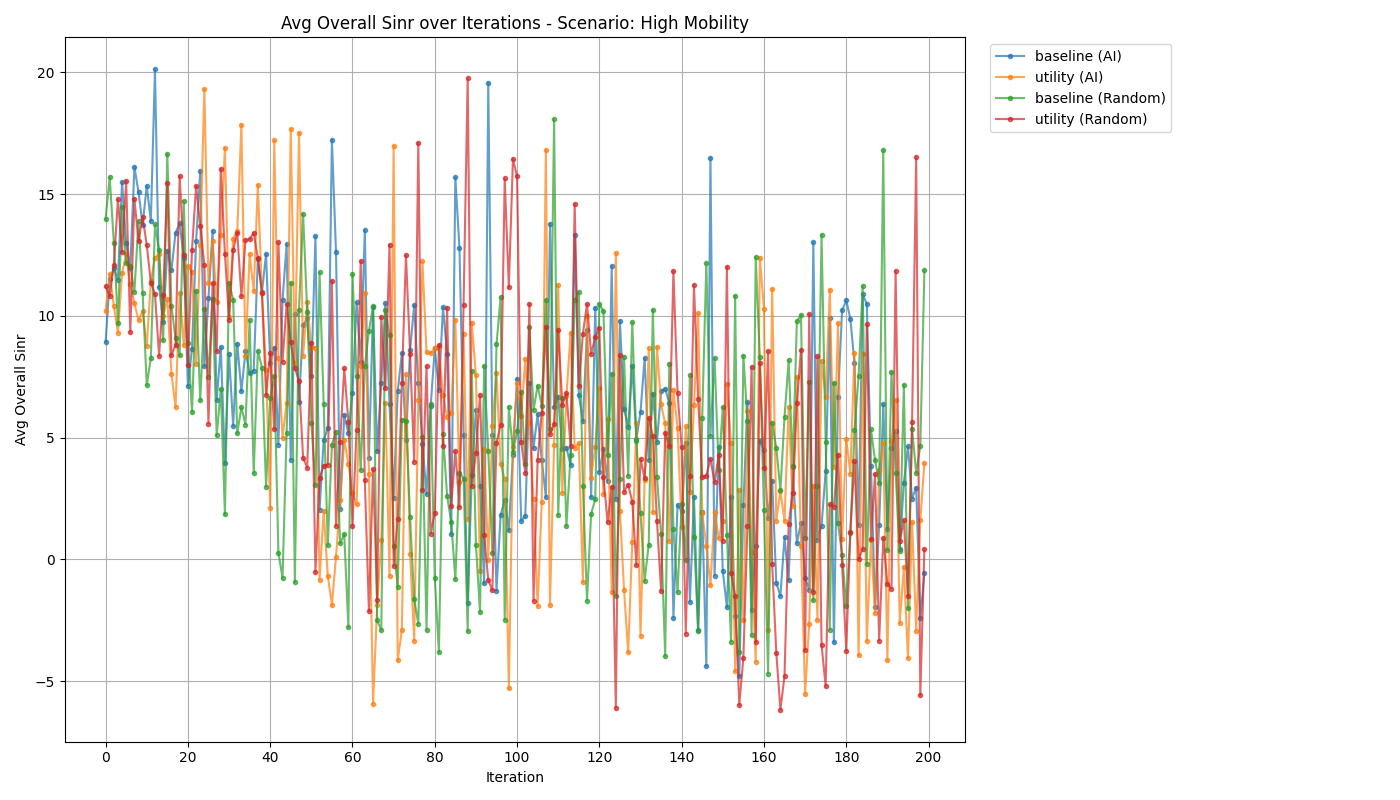 Avg Overall Sinr over Iterations - Scenario: High Mobility
baseline (AI)
utility (AI)
baseline (Random)
utility (Random)
Avg Overall Sinr
20
15
10
5
0
−5
0 20 40 60 80 100 120 140 160 180 200
Iteration